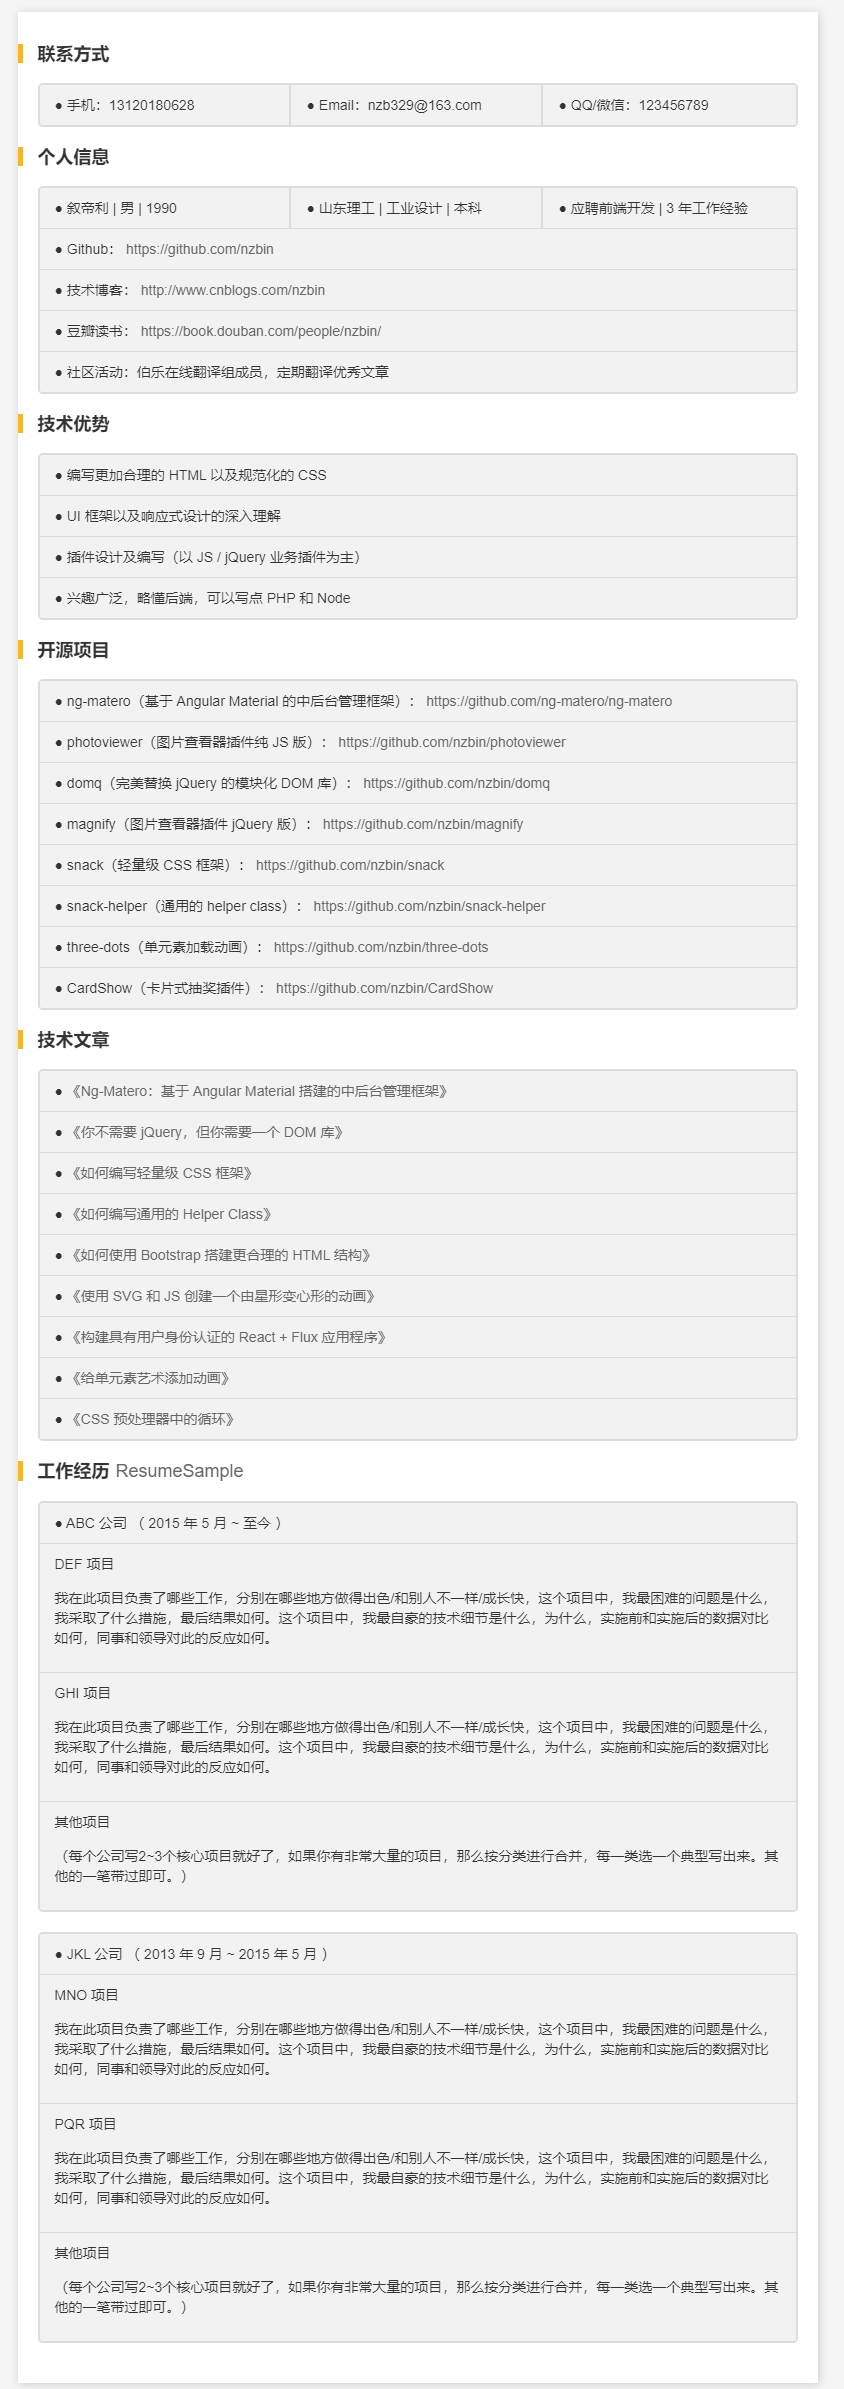 联系方式
● 手机：13120180628
● Email：nzb329@163.com
● QQ/微信：123456789
个人信息
● 叙帝利 | 男 | 1990
● 山东理工 | 工业设计 | 本科
● 应聘前端开发 | 3 年工作经验
● Github： https://github.com/nzbin
● 技术博客： http://www.cnblogs.com/nzbin
● 豆瓣读书： https://book.douban.com/people/nzbin/
● 社区活动：伯乐在线翻译组成员，定期翻译优秀文章
技术优势
● 编写更加合理的 HTML 以及规范化的 CSS
● UI 框架以及响应式设计的深入理解
● 插件设计及编写（以 JS / jQuery 业务插件为主）
● 兴趣广泛，略懂后端，可以写点 PHP 和 Node
开源项目
● ng-matero（基于 Angular Material 的中后台管理框架）： https://github.com/ng-matero/ng-matero
● photoviewer（图片查看器插件纯 JS 版）： https://github.com/nzbin/photoviewer
● domq（完美替换 jQuery 的模块化 DOM 库）： https://github.com/nzbin/domq
● magnify（图片查看器插件 jQuery 版）： https://github.com/nzbin/magnify
● snack（轻量级 CSS 框架）： https://github.com/nzbin/snack
● snack-helper（通用的 helper class）： https://github.com/nzbin/snack-helper
● three-dots（单元素加载动画）： https://github.com/nzbin/three-dots
● CardShow（卡片式抽奖插件）： https://github.com/nzbin/CardShow
技术文章
● 《Ng-Matero：基于 Angular Material 搭建的中后台管理框架》
● 《你不需要 jQuery，但你需要一个 DOM 库》
● 《如何编写轻量级 CSS 框架》
● 《如何编写通用的 Helper Class》
● 《如何使用 Bootstrap 搭建更合理的 HTML 结构》
● 《使用 SVG 和 JS 创建一个由星形变心形的动画》
● 《构建具有用户身份认证的 React + Flux 应用程序》
● 《给单元素艺术添加动画》
● 《CSS 预处理器中的循环》
工作经历 ResumeSample
● ABC 公司 （ 2015 年 5 月 ~ 至今 ）
DEF 项目
我在此项目负责了哪些工作，分别在哪些地方做得出色/和别人不一样/成长快，这个项目中，我最困难的问题是什么，
我采取了什么措施，最后结果如何。这个项目中，我最自豪的技术细节是什么，为什么，实施前和实施后的数据对比
如何，同事和领导对此的反应如何。
GHI 项目
我在此项目负责了哪些工作，分别在哪些地方做得出色/和别人不一样/成长快，这个项目中，我最困难的问题是什么，
我采取了什么措施，最后结果如何。这个项目中，我最自豪的技术细节是什么，为什么，实施前和实施后的数据对比
如何，同事和领导对此的反应如何。
其他项目
（每个公司写2~3个核心项目就好了，如果你有非常大量的项目，那么按分类进行合并，每一类选一个典型写出来。其
他的一笔带过即可。）
● JKL 公司 （ 2013 年 9 月 ~ 2015 年 5 月 ）
MNO 项目
我在此项目负责了哪些工作，分别在哪些地方做得出色/和别人不一样/成长快，这个项目中，我最困难的问题是什么，
我采取了什么措施，最后结果如何。这个项目中，我最自豪的技术细节是什么，为什么，实施前和实施后的数据对比
如何，同事和领导对此的反应如何。
PQR 项目
我在此项目负责了哪些工作，分别在哪些地方做得出色/和别人不一样/成长快，这个项目中，我最困难的问题是什么，
我采取了什么措施，最后结果如何。这个项目中，我最自豪的技术细节是什么，为什么，实施前和实施后的数据对比
如何，同事和领导对此的反应如何。
其他项目
（每个公司写2~3个核心项目就好了，如果你有非常大量的项目，那么按分类进行合并，每一类选一个典型写出来。其
他的一笔带过即可。）